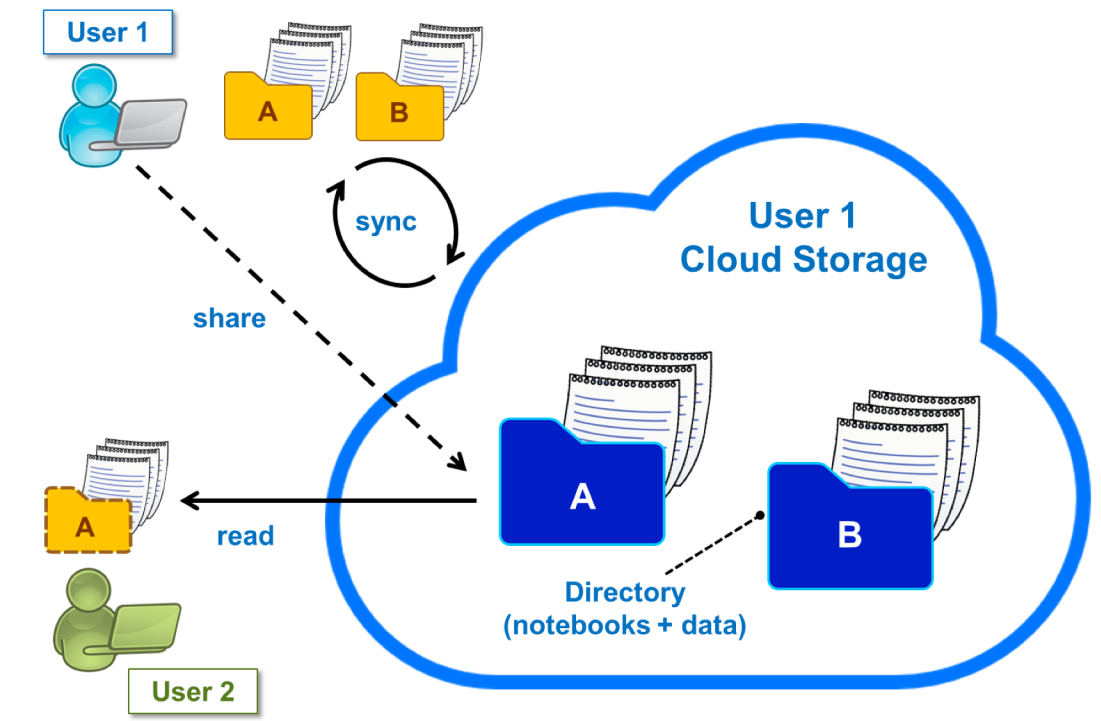 User 1
A
B
sync
User 1
Cloud Storage
share
A
B
A
read
Directory
(notebooks + data)
User 2